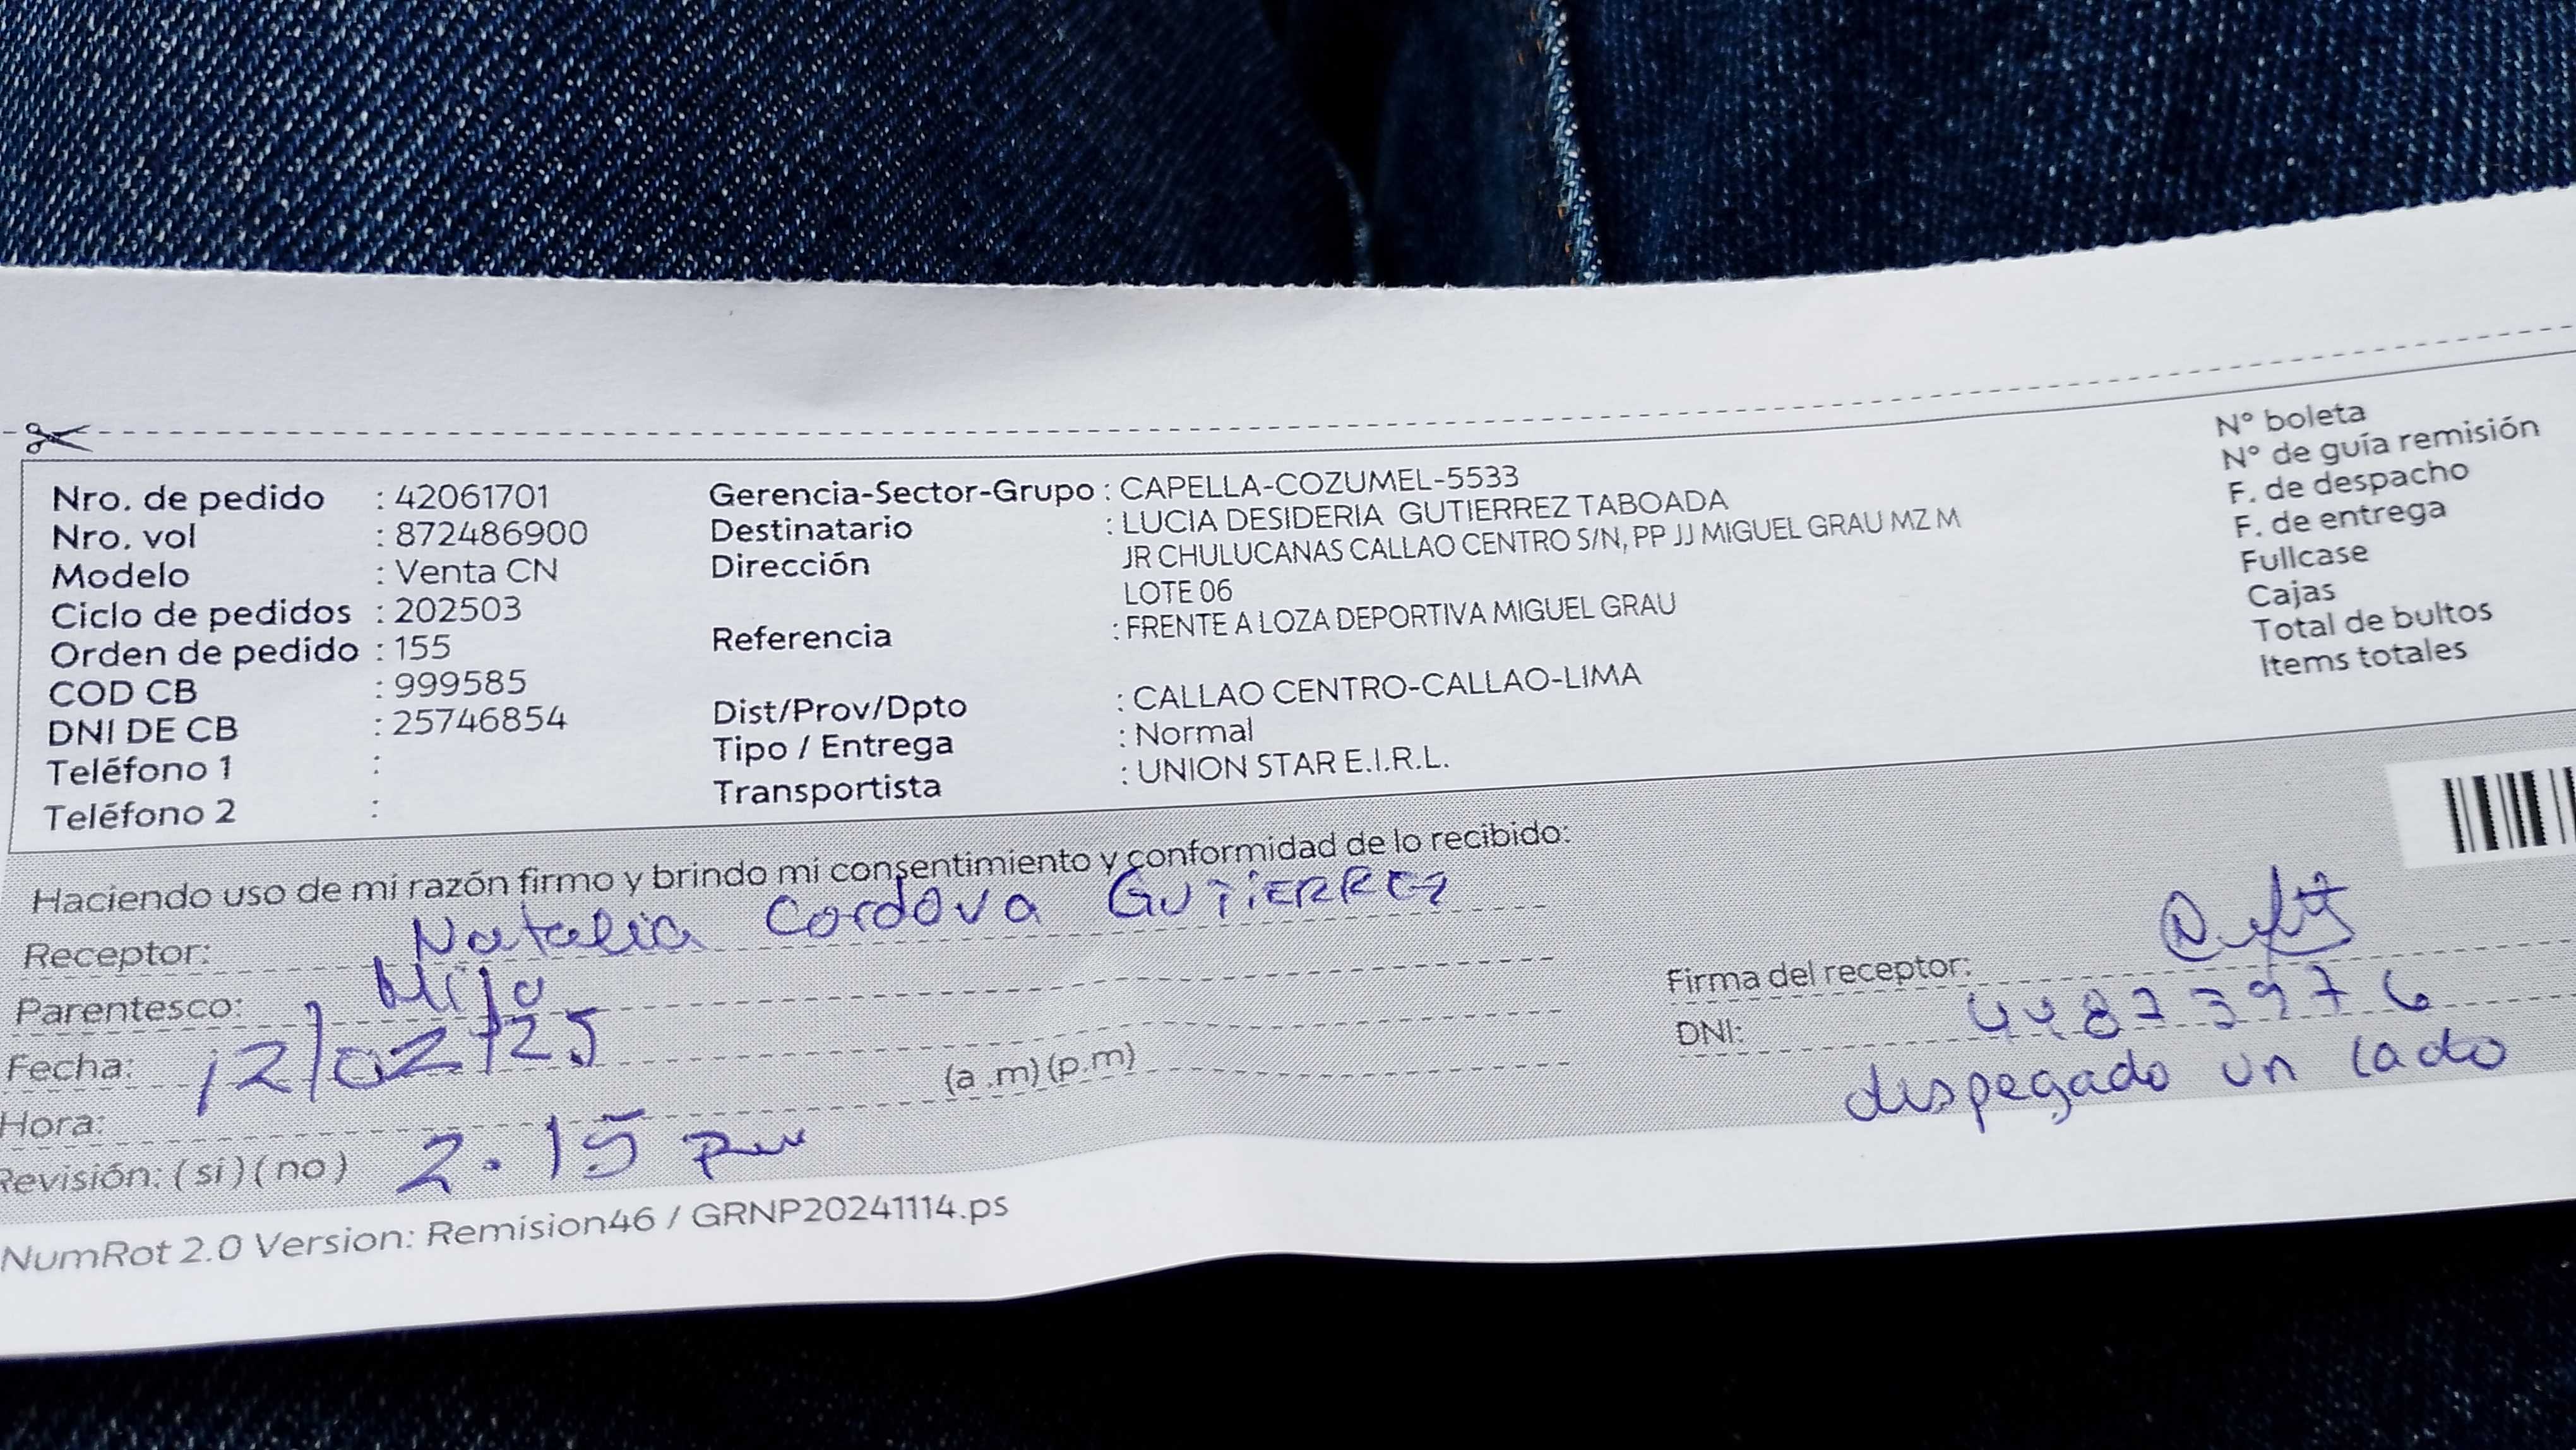 Nro. de pedido : 42061701
Nro. vol : 872486900
Modelo : Venta CN
Ciclo de pedidos : 202503
Orden de pedido : 155
COD CB : 999585
DNI DE CB : 25746854
Teléfono 1 :
Teléfono 2 :
Gerencia-Sector-Grupo : CAPELLA-COZUMEL-5533
Destinatario : LUCIA DESIDERIA GUTIERREZ TABOADA
Dirección JR CHULUCANAS CALLAO CENTRO S/N, PP JJ MIGUEL GRAU MZ M
LOTE 06
Referencia : FRENTE A LOZA DEPORTIVA MIGUEL GRAU
Dist/Prov/Dpto : CALLAO CENTRO-CALLAO-LIMA
Tipo / Entrega : Normal
Transportista : UNION STAR E.I.R.L.
N° boleta
N° de guía remisión
F. de despacho
F. de entrega
Fullcase
Cajas
Total de bultos
Items totales
Haciendo uso de mi razón firmo y brindo mi consentimiento y conformidad de lo recibido:
Receptor: Natalia Cordova GUTIERREZ
Parentesco: Hija
Fecha: 12/02/25
Hora: (a.m)(p.m)
Revisión: (si)(no) 2.15 pm
Firma del receptor:
DNI: 44873976
despegado un lado
NumRot 2.0 Version: Remision46 / GRNP20241114.ps